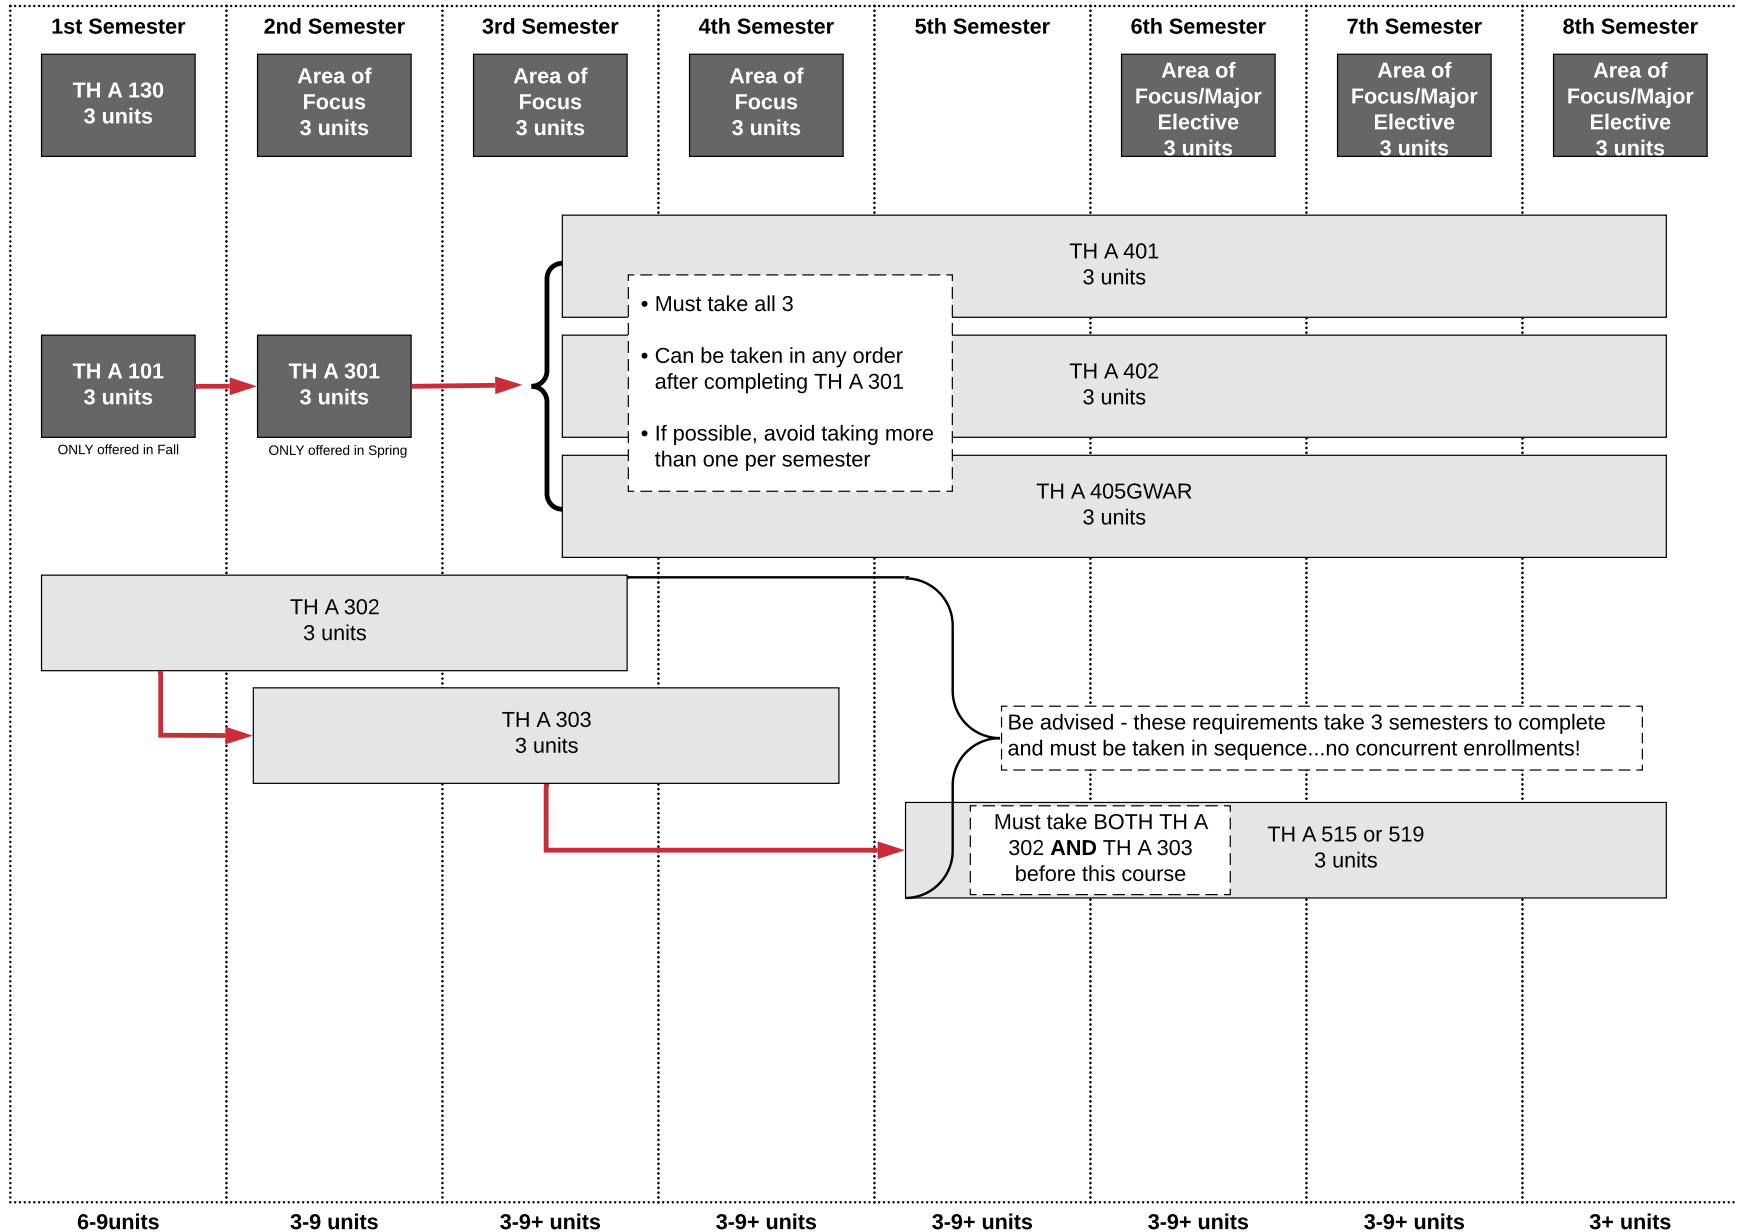 1st Semester
2nd Semester
3rd Semester
4th Semester
5th Semester
6th Semester
7th Semester
8th Semester
TH A 130
3 units
Area of
Focus
3 units
Area of
Focus
3 units
Area of
Focus
3 units
Area of
Focus/Major
Elective
3 units
Area of
Focus/Major
Elective
3 units
Area of
Focus/Major
Elective
3 units
TH A 401
3 units
• Must take all 3
• Can be taken in any order
after completing TH A 301
• If possible, avoid taking more
than one per semester
TH A 101
3 units
ONLY offered in Fall
TH A 301
3 units
ONLY offered in Spring
TH A 402
3 units
TH A 405GWAR
3 units
TH A 302
3 units
TH A 303
3 units
Be advised - these requirements take 3 semesters to complete
and must be taken in sequence...no concurrent enrollments!
Must take BOTH TH A
302 AND TH A 303
before this course
TH A 515 or 519
3 units
6-9units
3-9 units
3-9+ units
3-9+ units
3-9+ units
3-9+ units
3-9+ units
3+ units